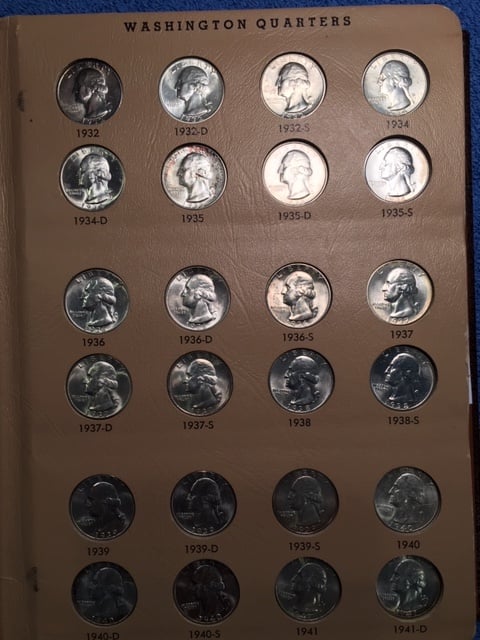 WASHINGTON QUARTERS
1932 1932-D 1932-S 1934
1934-D 1935 1935-D 1935-S
1936 1936-D 1936-S 1937
1937-D 1937-S 1938 1938-S
1939 1939-D 1939-S 1940
1940-D 1940-S 1941 1941-D